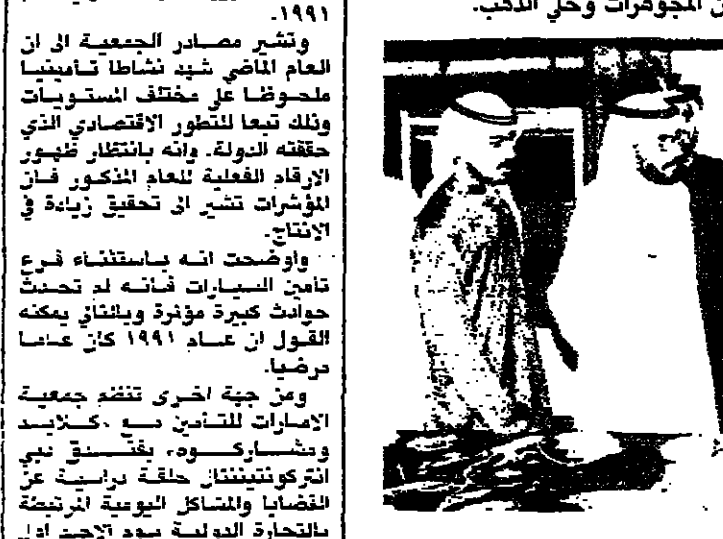 ن المجوهرات وحلي الذهب.
١٩٩١.
وتشير مصادر الجمعية الى ان
العام الماضي شهد نشاطا تأمينيا
ملحوظا على مختلف المستويات
وذلك تبعا للتطور الاقتصادي الذي
حققته الدولة. وانه بانتظار ظهور
الارقام الفعلية للعام المذكور فان
المؤشرات تشير الى تحقيق زيادة في
الانتاج.
واوضحت انه باستثناء فرع
تأمين السيارات فأنه لم تحدث
حوادث كبيرة مؤثرة وبالتالي يمكنه
القول ان عام ١٩٩١ كان عاما
مرضيا.
ومن جهة اخرى تنظم جمعية
الامارات للتأمين مع
بفندق دبي
انتركونتيننتال حلقة دراسية عن
القضايا والمشاكل اليومية المرتبطة
بالتجارة الدولية يوم الاحد اول